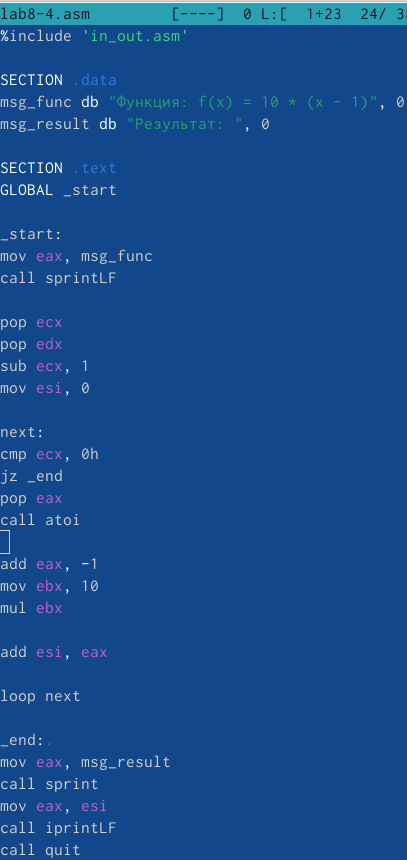 lab8-4.asm [----] 0 L:[ 1+23 24/ 3
%include 'in_out.asm'
SECTION .data
msg_func db "Функция: f(x) = 10 * (x - 1)", 0
msg_result db "Результат: ", 0
SECTION .text
GLOBAL _start
_start:
mov eax, msg_func
call sprintLF
pop ecx
pop edx
sub ecx, 1
mov esi, 0
next:
cmp ecx, 0h
jz _end
pop eax
call atoi
add eax, -1
mov ebx, 10
mul ebx
add esi, eax
loop next
_end:.
mov eax, msg_result
call sprint
mov eax, esi
call iprintLF
call quit